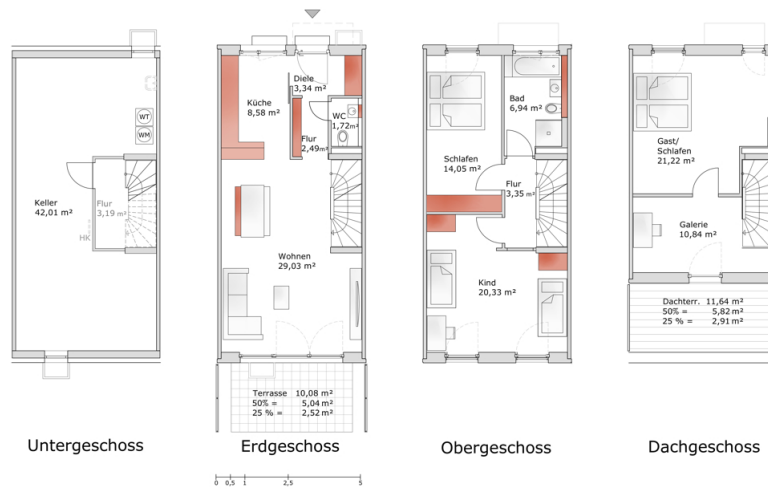 WT
WM
Keller
42,01 m²
Flur
3,19 m²
HK
Untergeschoss
Diele
3,34 m²
Küche
8,58 m²
WC
1,72m²
Flur
2,49m²
Wohnen
29,03 m²
Terrasse 10,08 m²
50% = 5,04 m²
25 % = 2,52 m²
Erdgeschoss
0 0,5 1 2,5 5
Bad
6,94 m²
Schlafen
14,05 m²
Flur
3,35 m²
Kind
20,33 m²
Obergeschoss
Gast/
Schlafen
21,22 m²
Galerie
10,84 m²
Dachterr. 11,64 m²
50% = 5,82 m²
25 % = 2,91 m²
Dachgeschoss